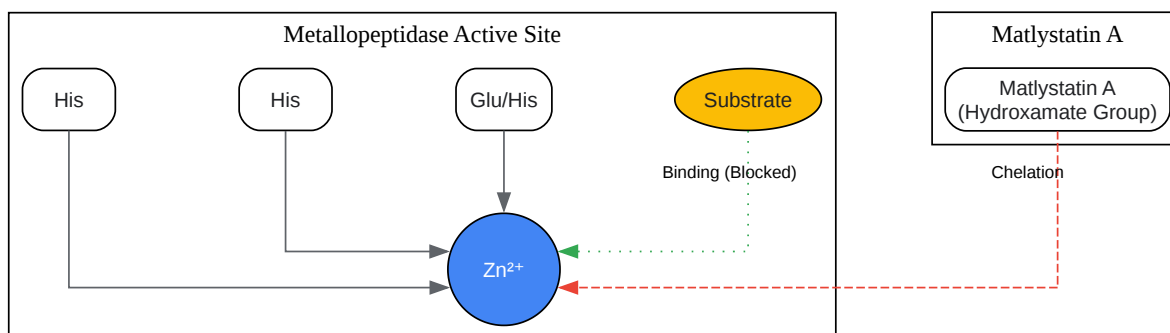 Metallopeptidase Active Site
Matlystatin A
His
His
Glu/His
Substrate
Matlystatin A
(Hydroxamate Group)
Binding (Blocked)
Chelation
Zn²⁺